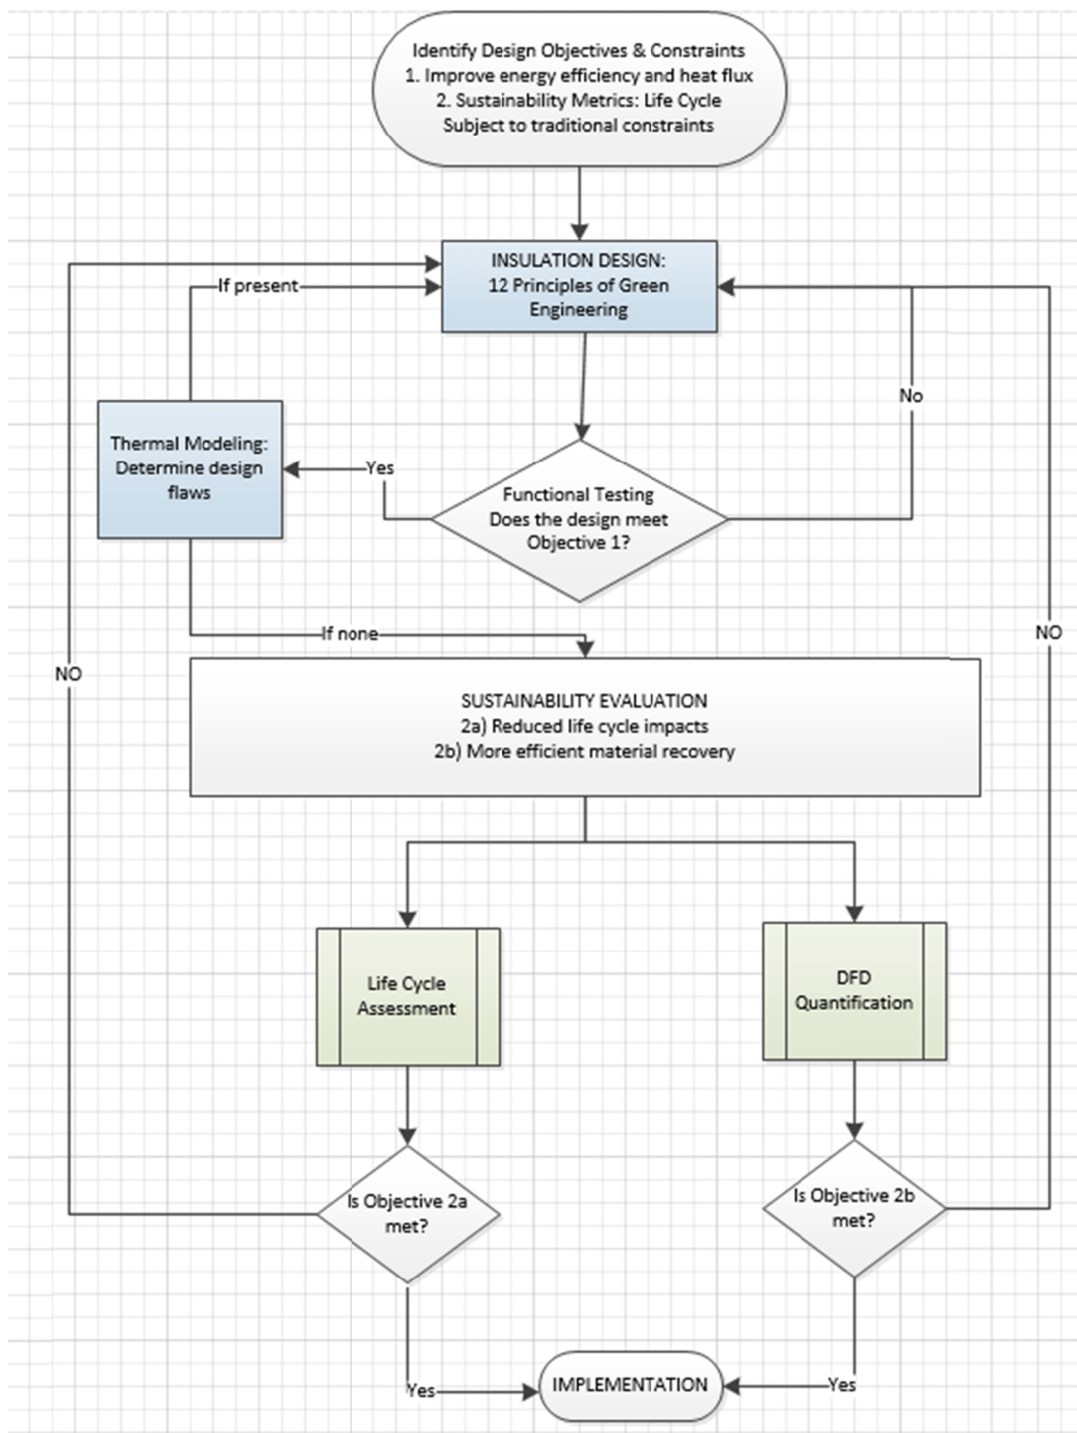 Identify Design Objectives & Constraints
1. Improve energy efficiency and heat flux
2. Sustainability Metrics: Life Cycle
Subject to traditional constraints
INSULATION DESIGN:
12 Principles of Green
Engineering
If present
No
Thermal Modeling:
Determine design
flaws
Yes
Functional Testing
Does the design meet
Objective 1?
If none
NO
NO
SUSTAINABILITY EVALUATION
2a) Reduced life cycle impacts
2b) More efficient material recovery
Life Cycle
Assessment
DFD
Quantification
Is Objective 2a
met?
Is Objective 2b
met?
Yes
IMPLEMENTATION
Yes